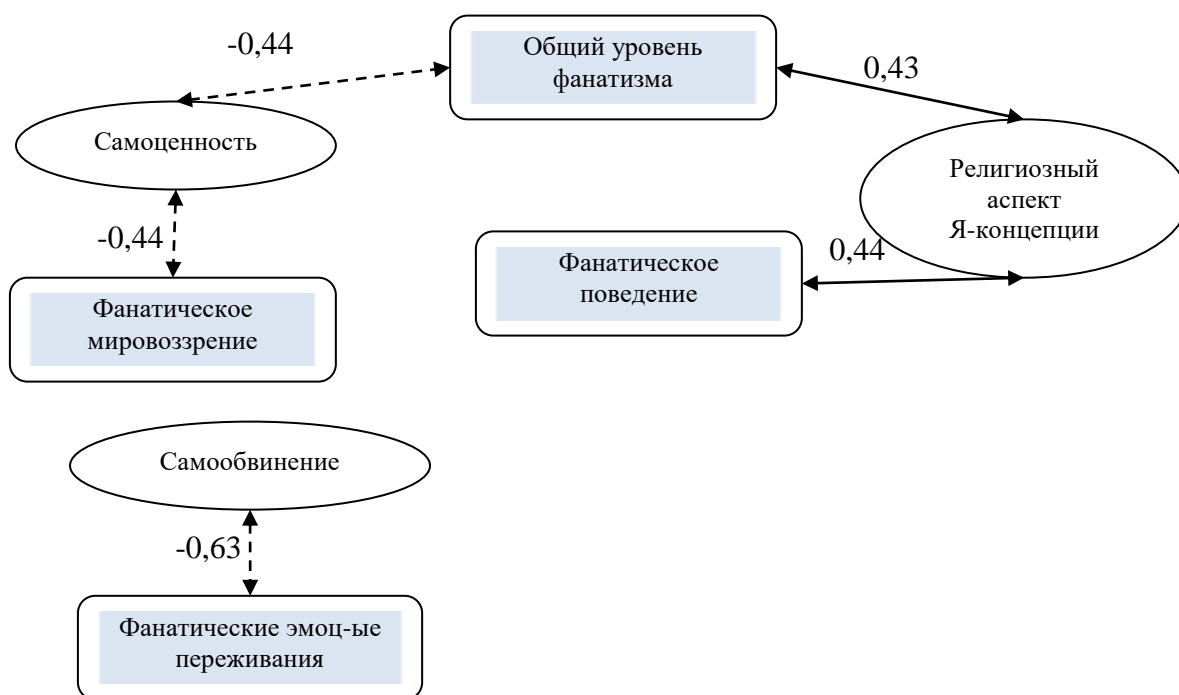 -0,44
Общий уровень
фанатизма
0,43
Самоценность
Религиозный
аспект
Я-концепции
-0,44
0,44
Фанатическое
поведение
Фанатическое
мировоззрение
Самообвинение
-0,63
Фанатические эмоц-ые
переживания